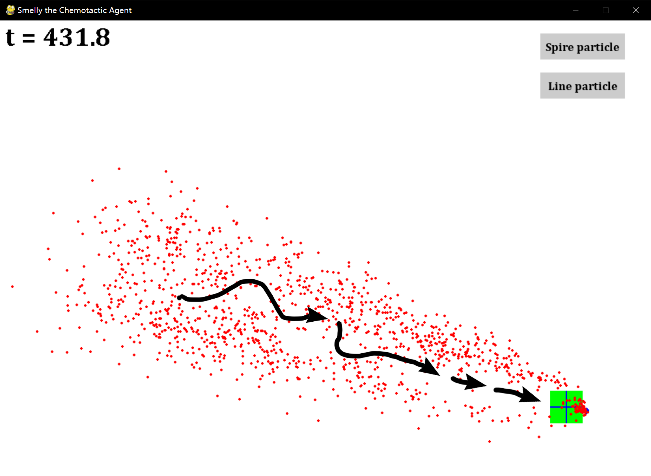 Smelly the Chemotactic Agent
t = 431.8
Spire particle
Line particle